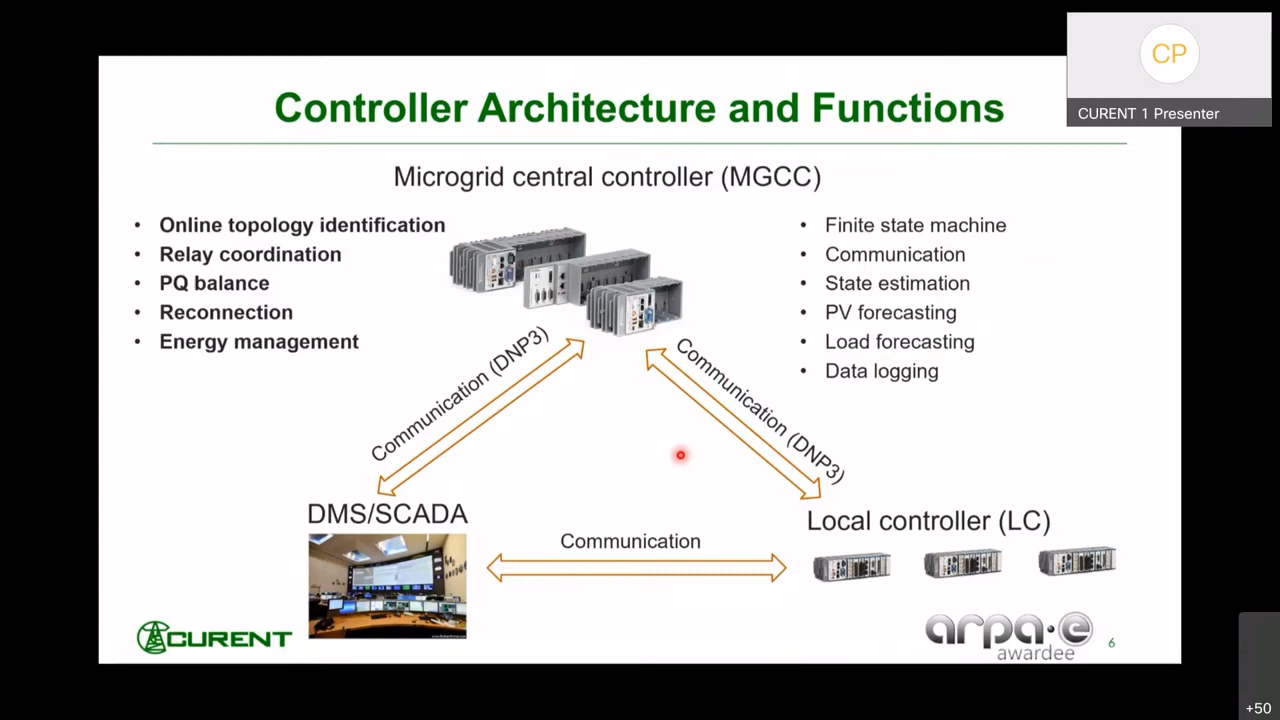 CP
CURENT 1 Presenter
Controller Architecture and Functions
Microgrid central controller (MGCC)
• Online topology identification
• Relay coordination
• PQ balance
• Reconnection
• Energy management
• Finite state machine
• Communication
• State estimation
• PV forecasting
• Load forecasting
• Data logging
Communication (DNP3)
Communication (DNP3)
DMS/SCADA
Communication
Local controller (LC)
CURENT
arpa·e
awardee
6
+50